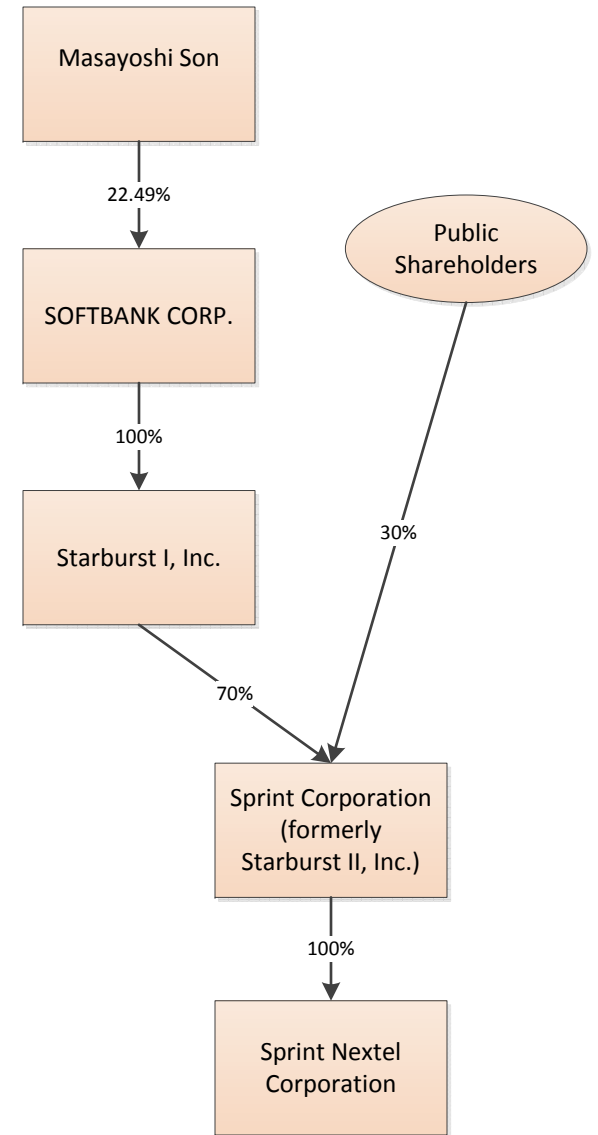 Masayoshi Son
22.49%
Public
Shareholders
SOFTBANK CORP.
100%
Starburst I, Inc.
30%
70%
Sprint Corporation
(formerly
Starburst II, Inc.)
100%
Sprint Nextel
Corporation